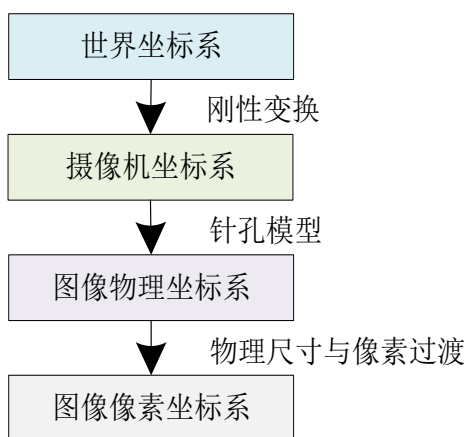 世界坐标系
刚性变换
摄像机坐标系
针孔模型
图像物理坐标系
物理尺寸与像素过渡
图像像素坐标系